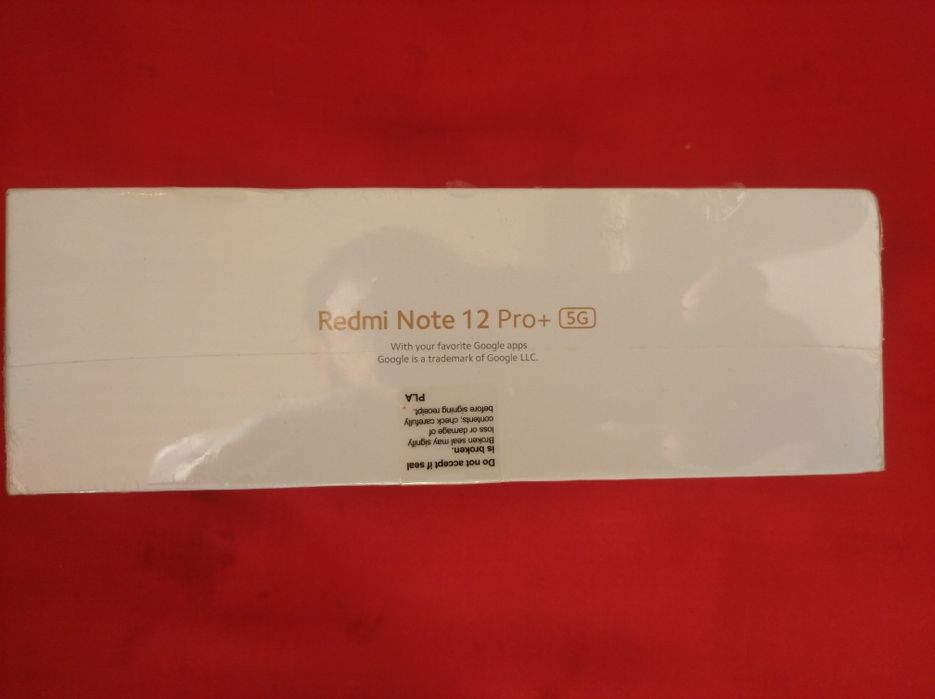 Redmi Note 12 Pro+ 5G
With your favorite Google apps
Google is a trademark of Google LLC.
Do not accept if seal
is broken.
Broken seal may signify
loss or damage of
contents; check carefully
before signing receipt.
PLA